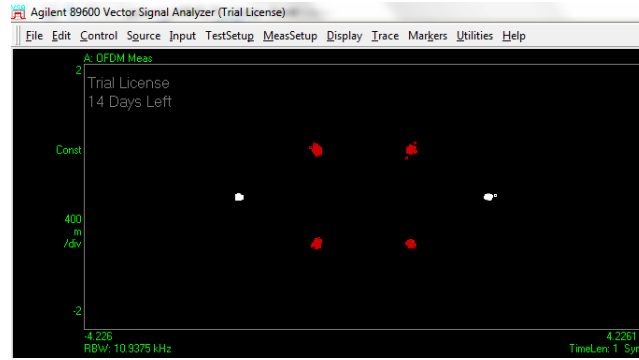 Agilent 89600 Vector Signal Analyzer (Trial License)
File Edit Control Source Input TestSetup MeasSetup Display Trace Markers Utilities Help
A: OFDM Meas
2
Trial License
14 Days Left
Const
400
m
/div
-2
-4.226
4.2261
RBW: 10.9375 kHz
TimeLen: 1 Sy